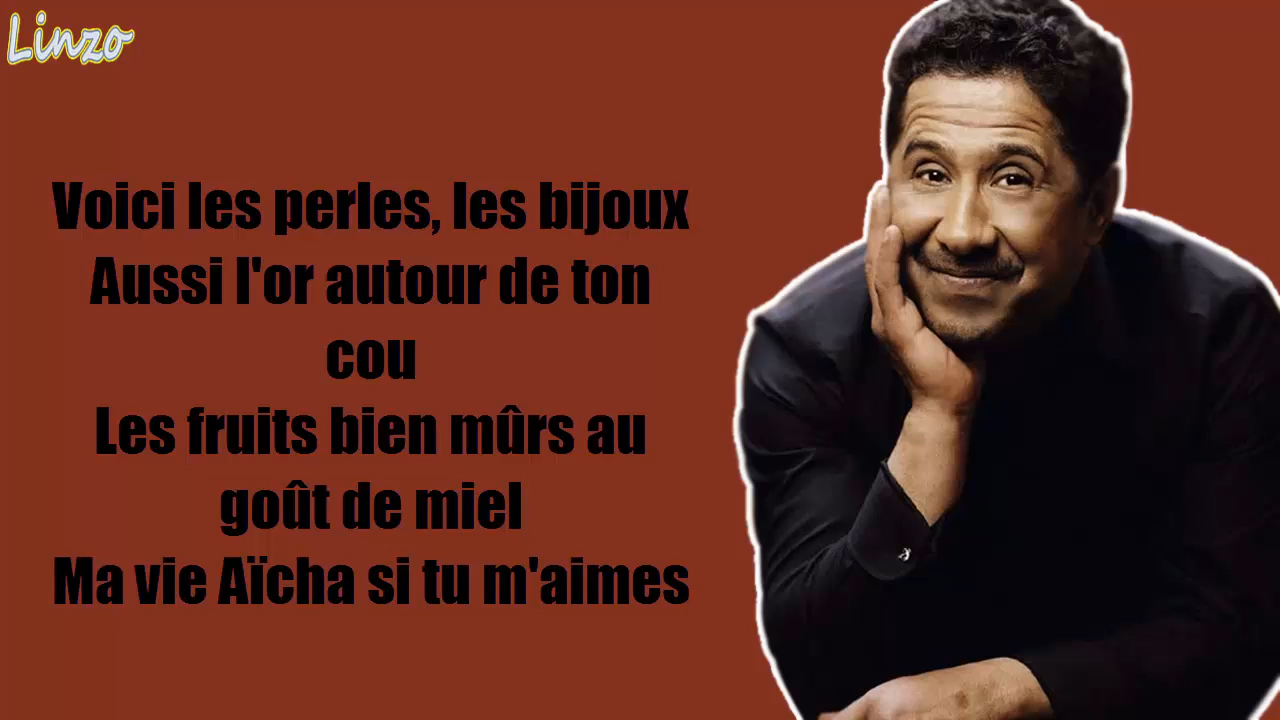 Linzo
Voici les perles, les bijoux
Aussi l'or autour de ton
cou
Les fruits bien mûrs au
goût de miel
Ma vie Aïcha si tu m'aimes